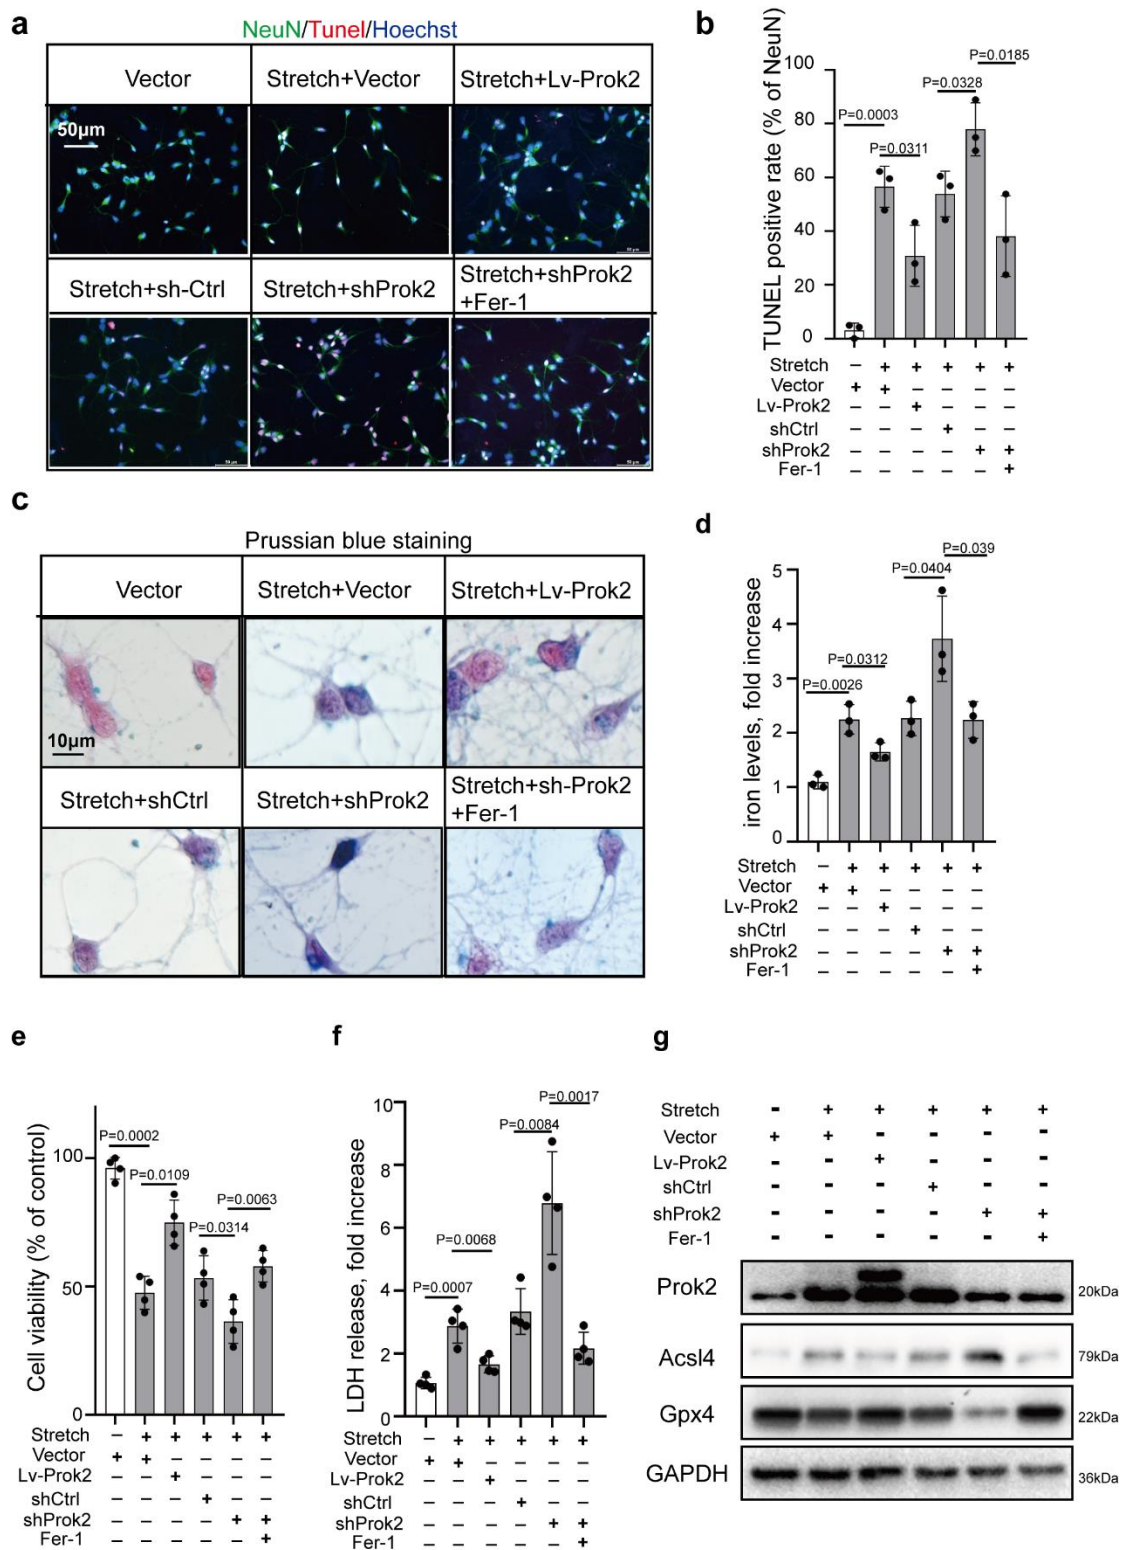 a
NeuN/Tunel/Hoechst
Vector Stretch+Vector Stretch+Lv-Prok2
50µm
Stretch+sh-Ctrl Stretch+shProk2 Stretch+shProk2
+Fer-1
b
TUNEL positive rate (% of NeuN)
100
80
60
40
20
0
P=0.0003
P=0.0311
P=0.0328
P=0.0185
Stretch – + + + + +
Vector + + – – – –
Lv-Prok2 – – + – – –
shCtrl – – – + – –
shProk2 – – – – + +
Fer-1 – – – – – +
c
Prussian blue staining
Vector Stretch+Vector Stretch+Lv-Prok2
10µm
Stretch+shCtrl Stretch+shProk2 Stretch+sh-Prok2
+Fer-1
d
iron levels, fold increase
5
4
3
2
1
0
P=0.0026
P=0.0312
P=0.0404
P=0.039
Stretch – + + + + +
Vector + + – – – –
Lv-Prok2 – – + – – –
shCtrl – – – + – –
shProk2 – – – – + +
Fer-1 – – – – – +
e
Cell viability (% of control)
100
50
0
P=0.0002
P=0.0109
P=0.0314
P=0.0063
Stretch – + + + + +
Vector + + – – – –
Lv-Prok2 – – + – – –
shCtrl – – – + – –
shProk2 – – – – + +
Fer-1 – – – – – +
f
LDH release, fold increase
10
8
6
4
2
0
P=0.0007
P=0.0068
P=0.0084
P=0.0017
Stretch – + + + + +
Vector + + – – – –
Lv-Prok2 – – + – – –
shCtrl – – – + – –
shProk2 – – – – + +
Fer-1 – – – – – +
g
Stretch - + + + + +
Vector + + - - - -
Lv-Prok2 - - + - - -
shCtrl - - - + - -
shProk2 - - - - + +
Fer-1 - - - - - +
Prok2 20kDa
Acsl4 79kDa
Gpx4 22kDa
GAPDH 36kDa